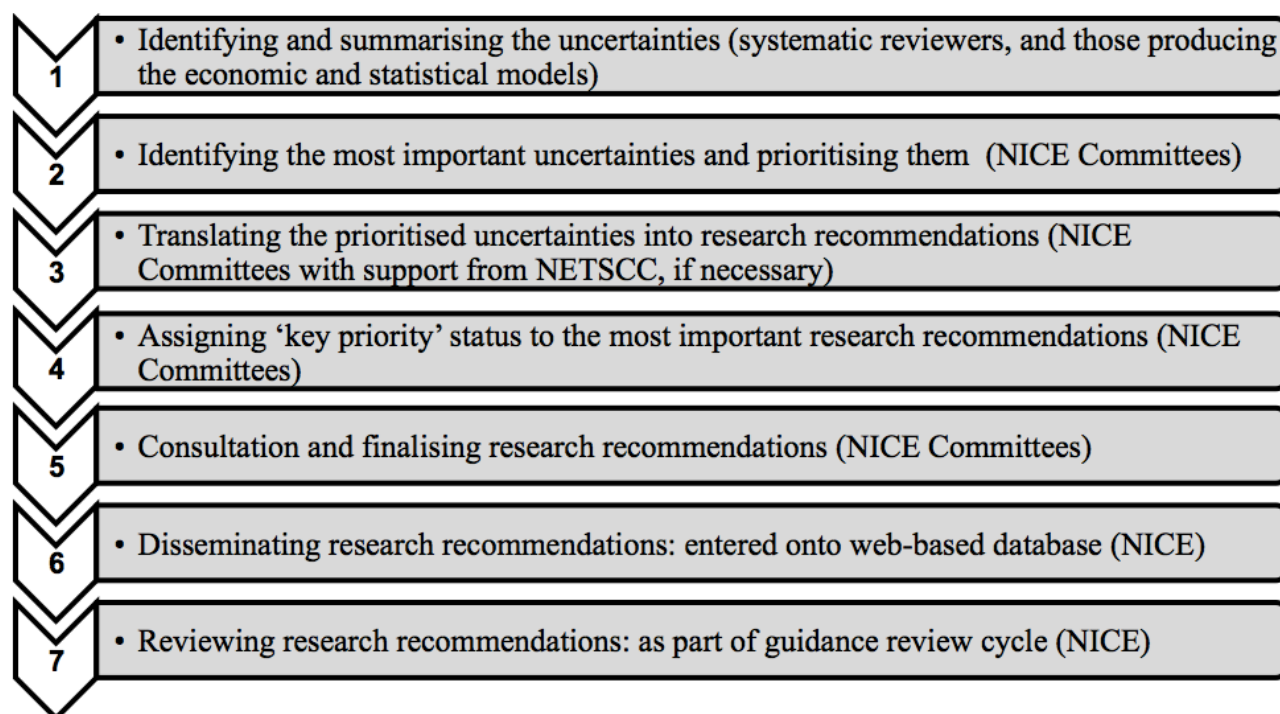 1
• Identifying and summarising the uncertainties (systematic reviewers, and those producing
the economic and statistical models)
2
• Identifying the most important uncertainties and prioritising them  (NICE Committees)
3
• Translating the prioritised uncertainties into research recommendations (NICE
Committees with support from NETSCC, if necessary)
4
• Assigning ‘key priority’ status to the most important research recommendations (NICE
Committees)
5
• Consultation and finalising research recommendations (NICE Committees)
6
• Disseminating research recommendations: entered onto web-based database (NICE)
7
• Reviewing research recommendations: as part of guidance review cycle (NICE)